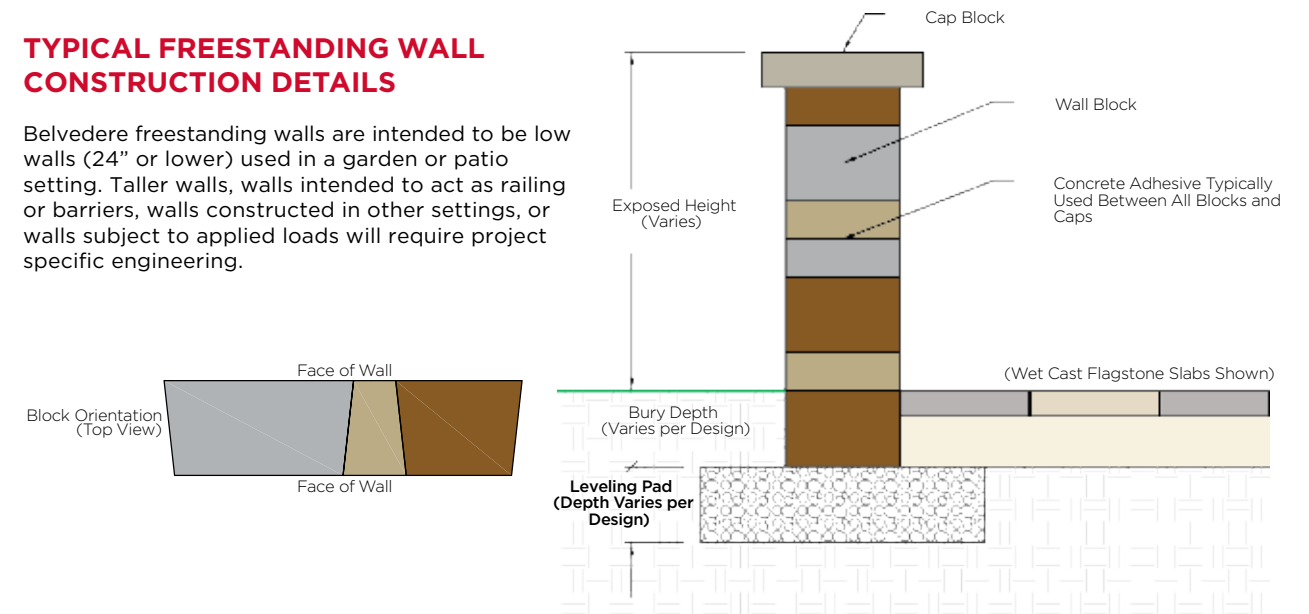 TYPICAL FREESTANDING WALL
CONSTRUCTION DETAILS
Belvedere freestanding walls are intended to be low
walls (24” or lower) used in a garden or patio
setting. Taller walls, walls intended to act as railing
or barriers, walls constructed in other settings, or
walls subject to applied loads will require project
specific engineering.
Face of Wall
Block Orientation
(Top View)
Face of Wall
Cap Block
Wall Block
Concrete Adhesive Typically
Used Between All Blocks and
Caps
Exposed Height
(Varies)
(Wet Cast Flagstone Slabs Shown)
Bury Depth
(Varies per Design)
Leveling Pad
(Depth Varies per
Design)